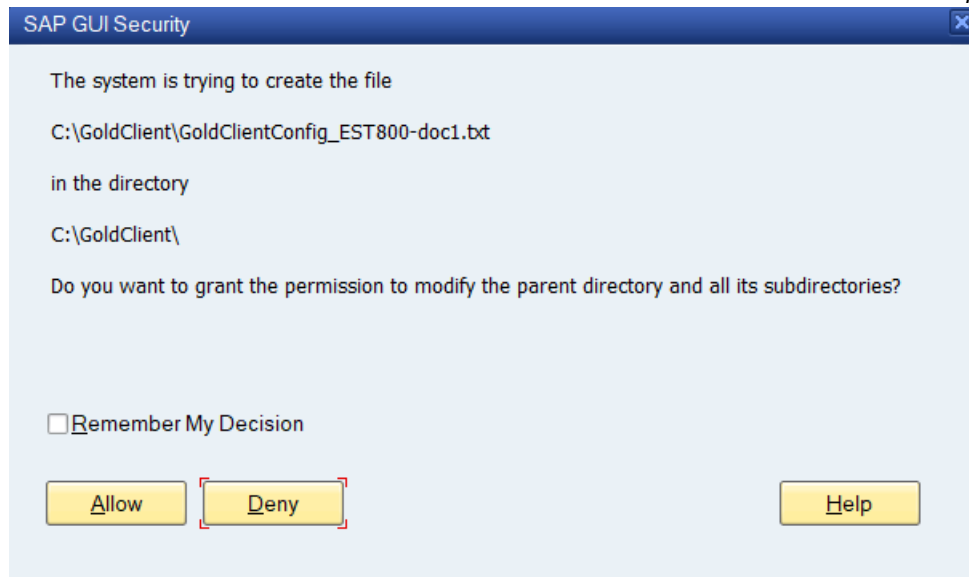 SAP GUI Security
The system is trying to create the file
C:\GoldClient\GoldClientConfig_EST800-doc1.txt
in the directory
C:\GoldClient\
Do you want to grant the permission to modify the parent directory and all its subdirectories?
Remember My Decision
Allow Deny Help